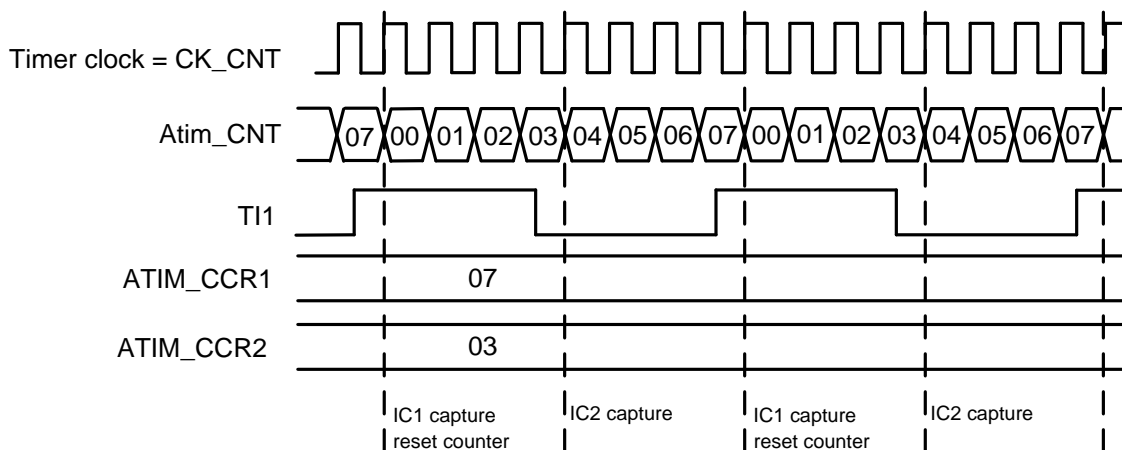 Timer clock = CK_CNT
Atim_CNT 07 00 01 02 03 04 05 06 07 00 01 02 03 04 05 06 07
TI1
ATIM_CCR1 07
ATIM_CCR2 03
IC1 capture IC2 capture IC1 capture IC2 capture
reset counter reset counter